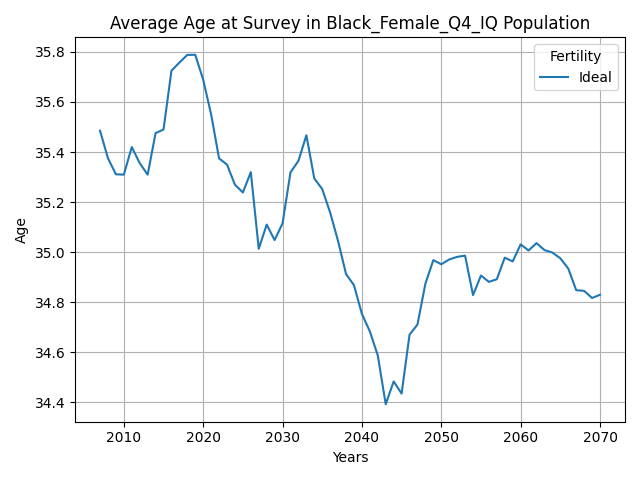 Average Age at Survey in Black_Female_Q4_IQ Population
Fertility
Ideal
35.8
35.6
35.4
35.2
35.0
34.8
34.6
34.4
Age
2010 2020 2030 2040 2050 2060 2070
Years